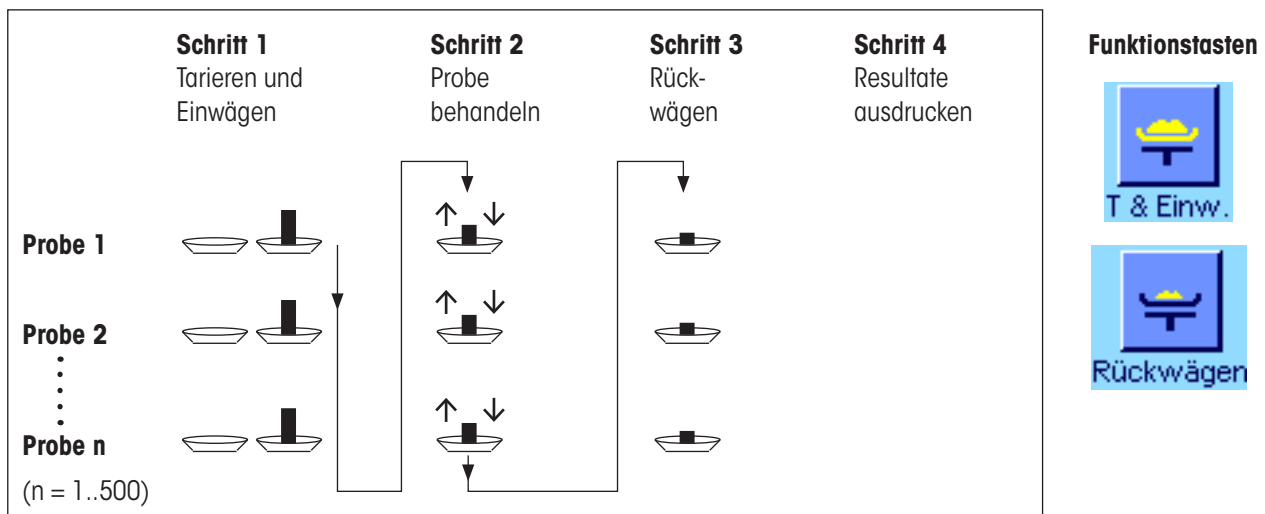 Schritt 1
Tarieren und
Einwägen
Schritt 2
Probe
behandeln
Schritt 3
Rück-
wägen
Schritt 4
Resultate
ausdrucken
Funktionstasten
T & Einw.
Rückwägen
Probe 1
Probe 2
Probe n
(n = 1..500)